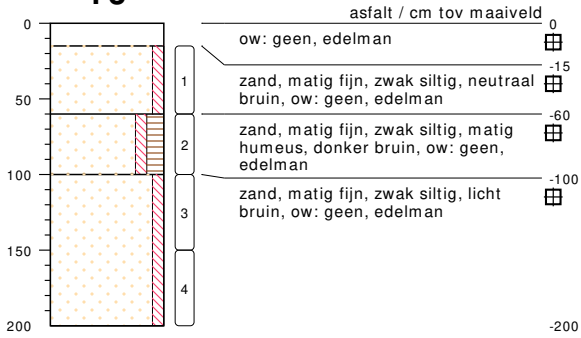 asfalt / cm tov maaiveld
0
0
ow: geen, edelman
-15
1
zand, matig fijn, zwak siltig, neutraal
bruin, ow: geen, edelman
50
-60
2
zand, matig fijn, zwak siltig, matig
humeus, donker bruin, ow: geen,
edelman
100
-100
3
zand, matig fijn, zwak siltig, licht
bruin, ow: geen, edelman
150
4
200
-200